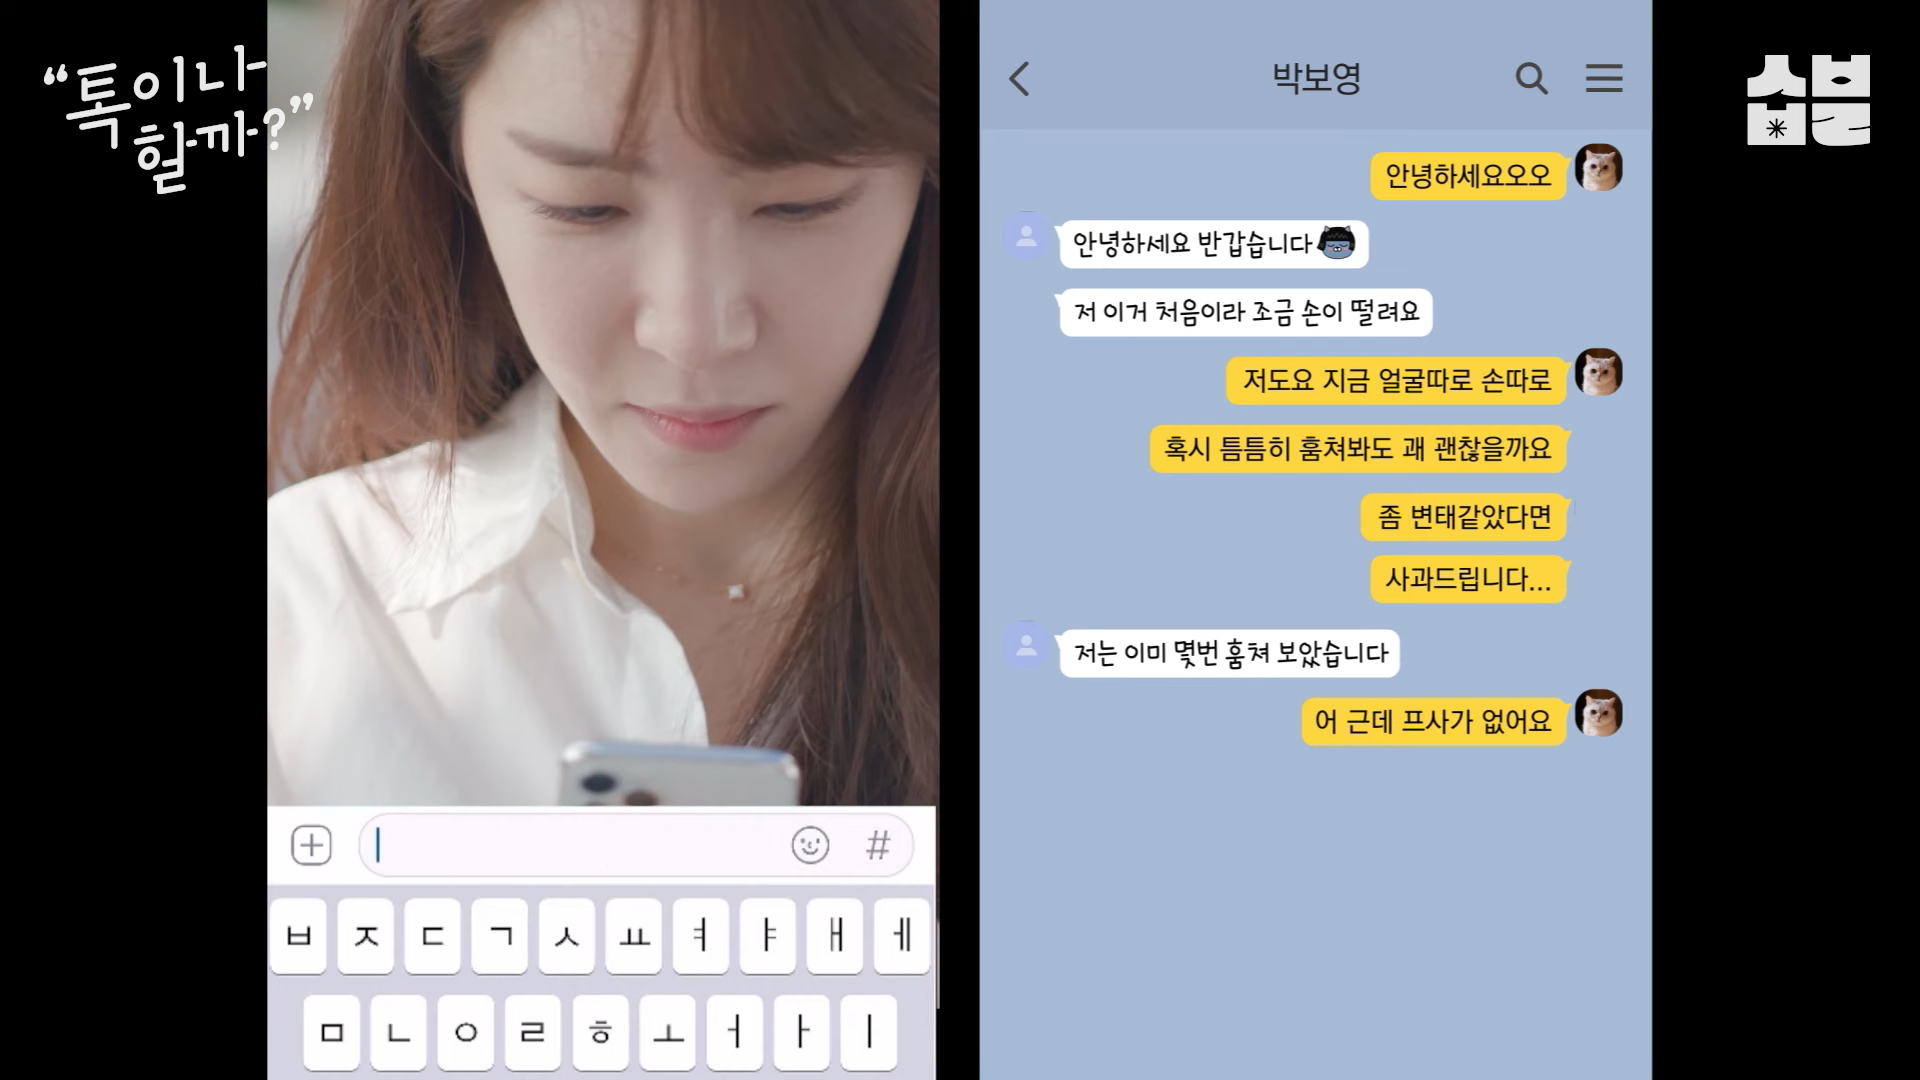 “톡이나
할까?”
숲툰
박보영
안녕하세요오오
안녕하세요 반갑습니다
저 이거 처음이라 조금 손이 떨려요
저도요 지금 얼굴따로 손따로
혹시 틈틈히 훔쳐봐도 괘 괜찮을까요
좀 변태같았다면
사과드립니다...
저는 이미 몇번 훔쳐 보았습니다
어 근데 프사가 없어요
#
ㅂ ㅈ ㄷ ㄱ ㅅ ㅛ ㅕ ㅑ ㅐ ㅔ
ㅁ ㄴ ㅇ ㄹ ㅎ ㅗ ㅓ ㅏ ㅣ